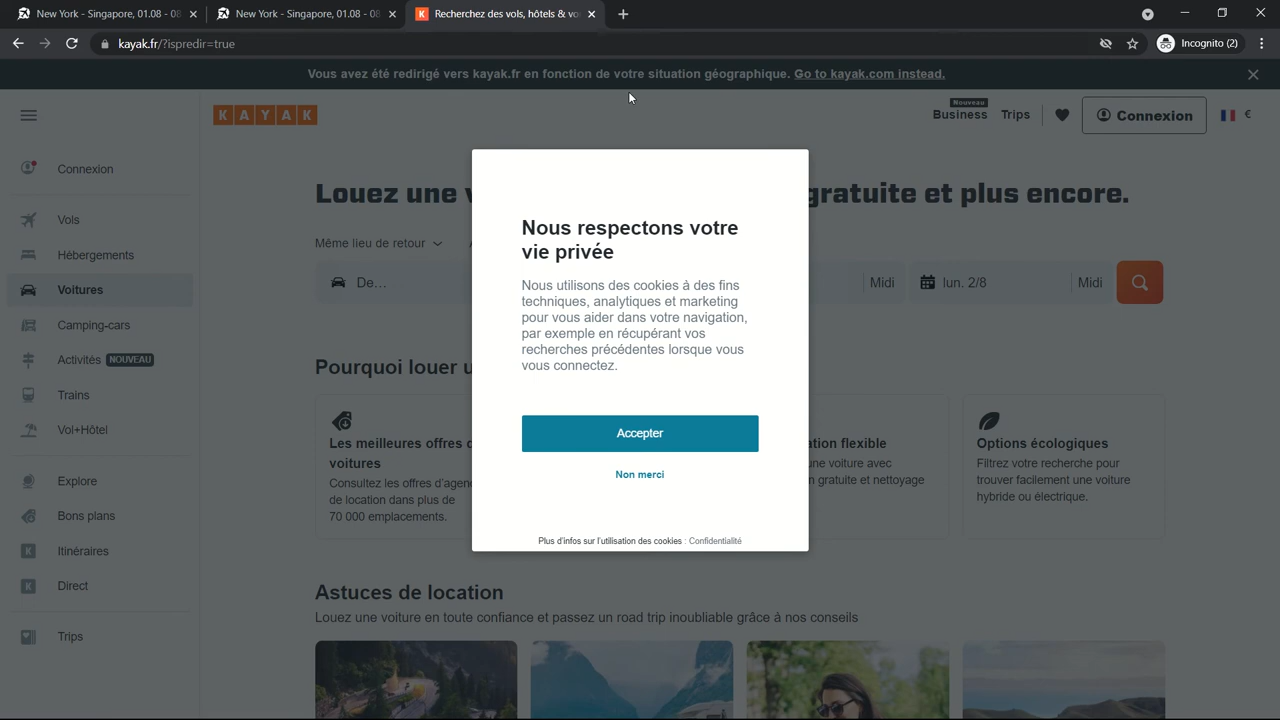 New York - Singapore, 01.08 - 08
New York - Singapore, 01.08 - 08
Recherchez des vols, hôtels & vo
kayak.fr/?ispredir=true
Incognito (2)
Vous avez été redirigé vers kayak.fr en fonction de votre situation géographique. Go to kayak.com instead.
KAYAK
Nouveau
Business
Trips
Connexion
€
Connexion
Vols
Hébergements
Voitures
Camping-cars
Activités NOUVEAU
Trains
Vol+Hôtel
Explore
Bons plans
Itinéraires
Direct
Trips
Louez une v
gratuite et plus encore.
Même lieu de retour
De…
Midi
lun. 2/8
Midi
Nous respectons votre
vie privée
Nous utilisons des cookies à des fins
techniques, analytiques et marketing
pour vous aider dans votre navigation,
par exemple en récupérant vos
recherches précédentes lorsque vous
vous connectez.
Accepter
Non merci
Plus d'infos sur l'utilisation des cookies : Confidentialité
Pourquoi louer u
Les meilleures offres d
voitures
Consultez les offres d'agen
de location dans plus de
70 000 emplacements.
ation flexible
une voiture avec
n gratuite et nettoyage
Options écologiques
Filtrez votre recherche pour
trouver facilement une voiture
hybride ou électrique.
Astuces de location
Louez une voiture en toute confiance et passez un road trip inoubliable grâce à nos conseils